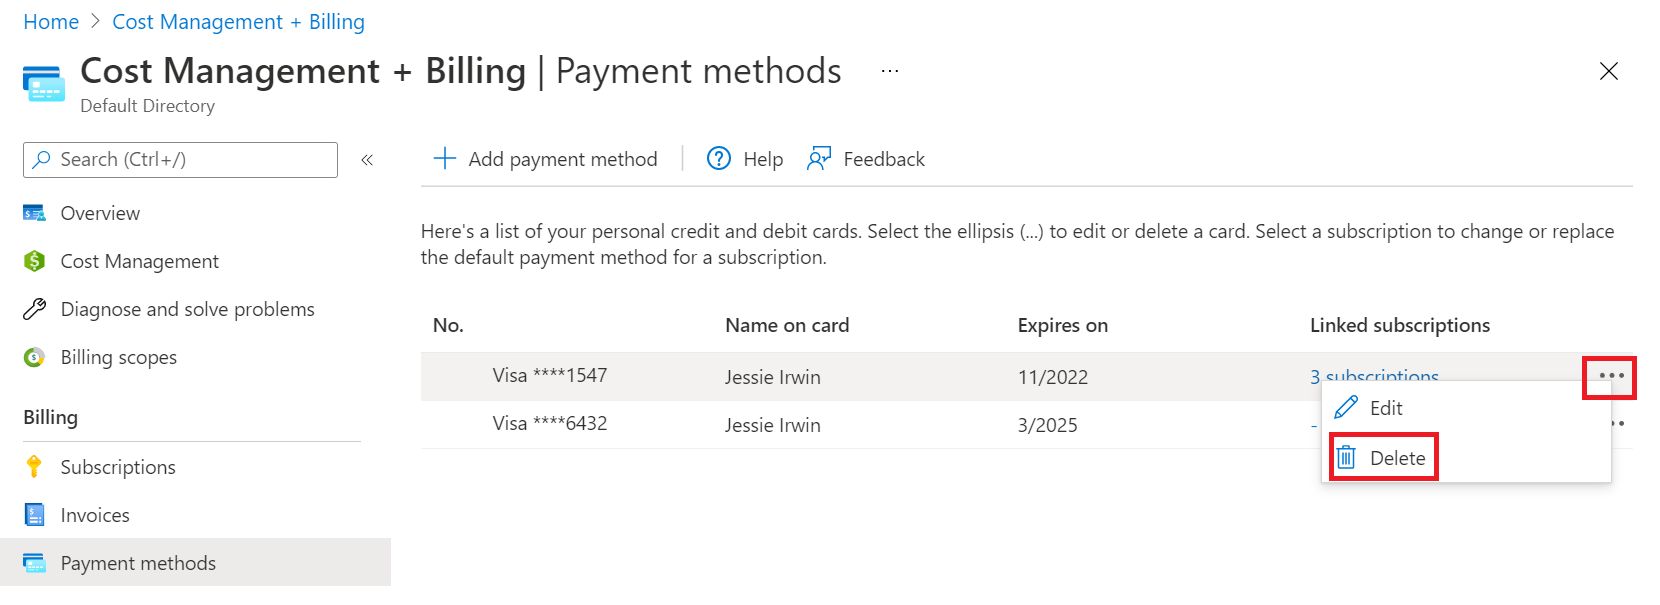 Home > Cost Management + Billing
Cost Management + Billing | Payment methods ...
Default Directory
Search (Ctrl+/) «
Add payment method | Help Feedback
Overview
Cost Management
Diagnose and solve problems
Billing scopes
Billing
Subscriptions
Invoices
Payment methods
Here's a list of your personal credit and debit cards. Select the ellipsis (...) to edit or delete a card. Select a subscription to change or replace
the default payment method for a subscription.
No. Name on card Expires on Linked subscriptions
Visa ****1547 Jessie Irwin 11/2022 3 subscriptions ...
Visa ****6432 Jessie Irwin 3/2025 -
Edit
Delete